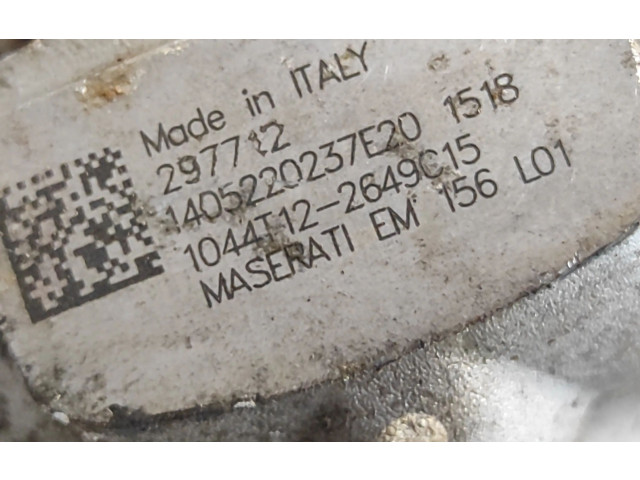 Made in ITALY
297712
1405220237E20 1518
1044T12-2649C15
MASERATI EM 156 L01